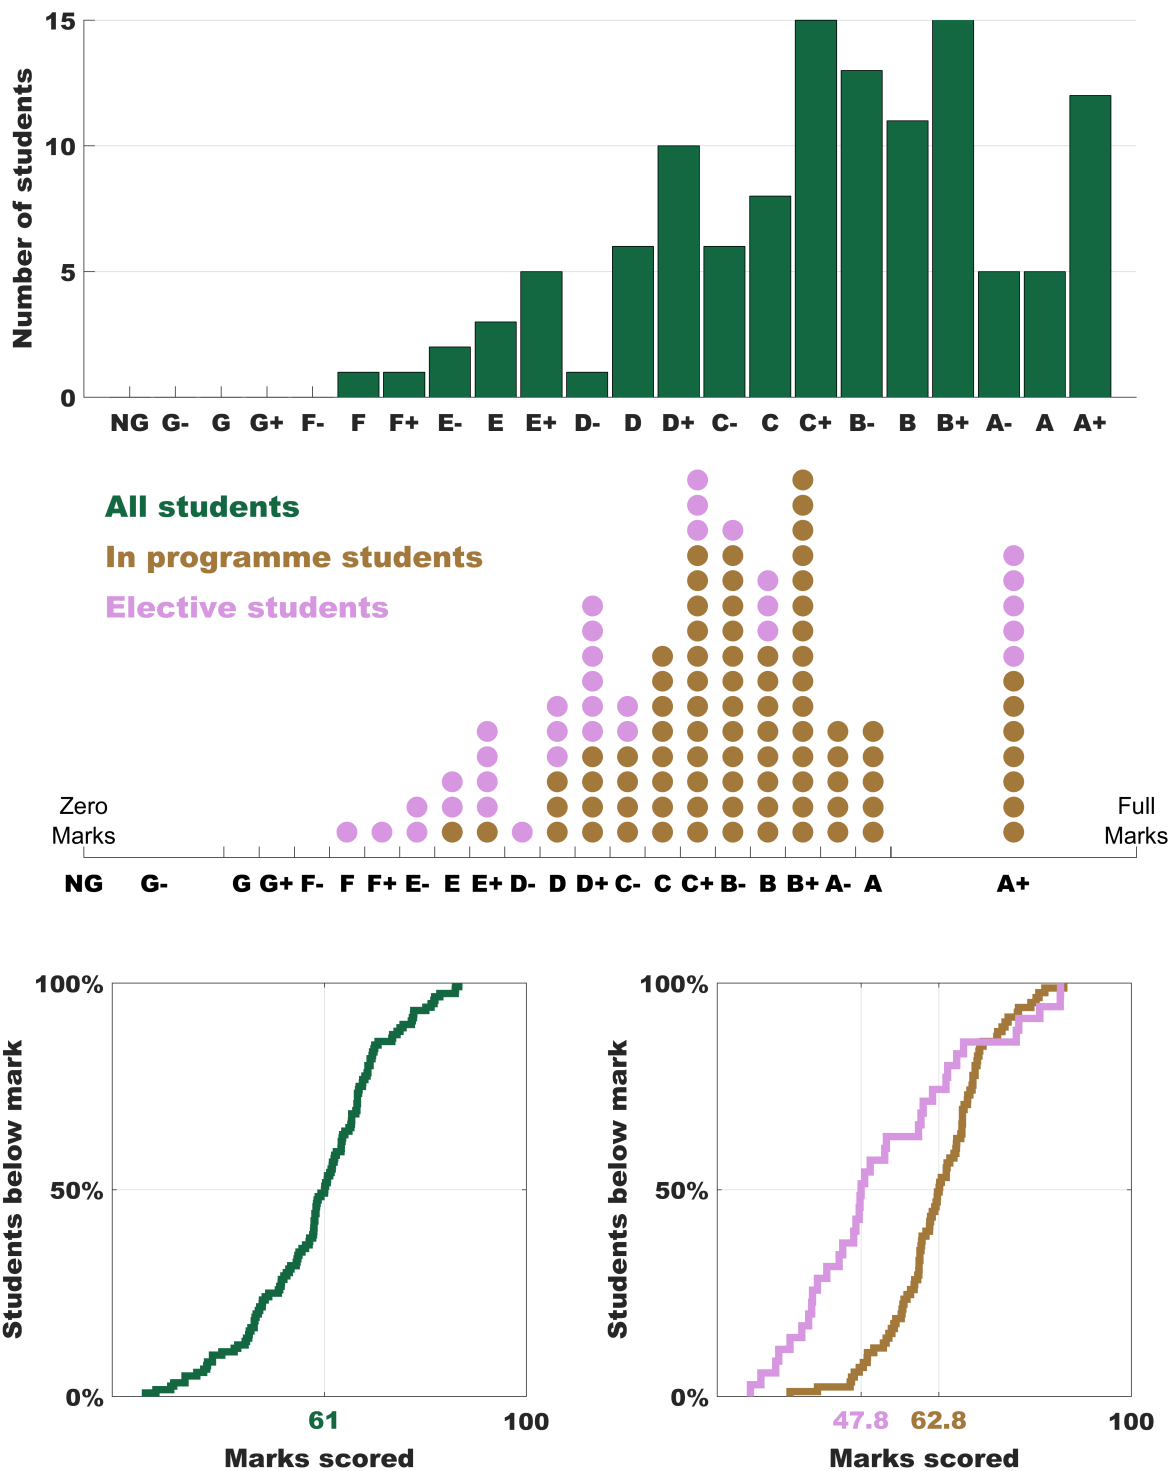 15
10
5
0
Number of students
NG G- G G+ F- F F+ E- E E+ D- D D+ C- C C+ B- B B+ A- A A+
All students
In programme students
Elective students
Zero
Marks
Full
Marks
NG G- G G+ F- F F+ E- E E+ D- D D+ C- C C+ B- B B+ A- A A+
100%
50%
0%
Students below mark
61 100
Marks scored
100%
50%
0%
Students below mark
47.8 62.8 100
Marks scored